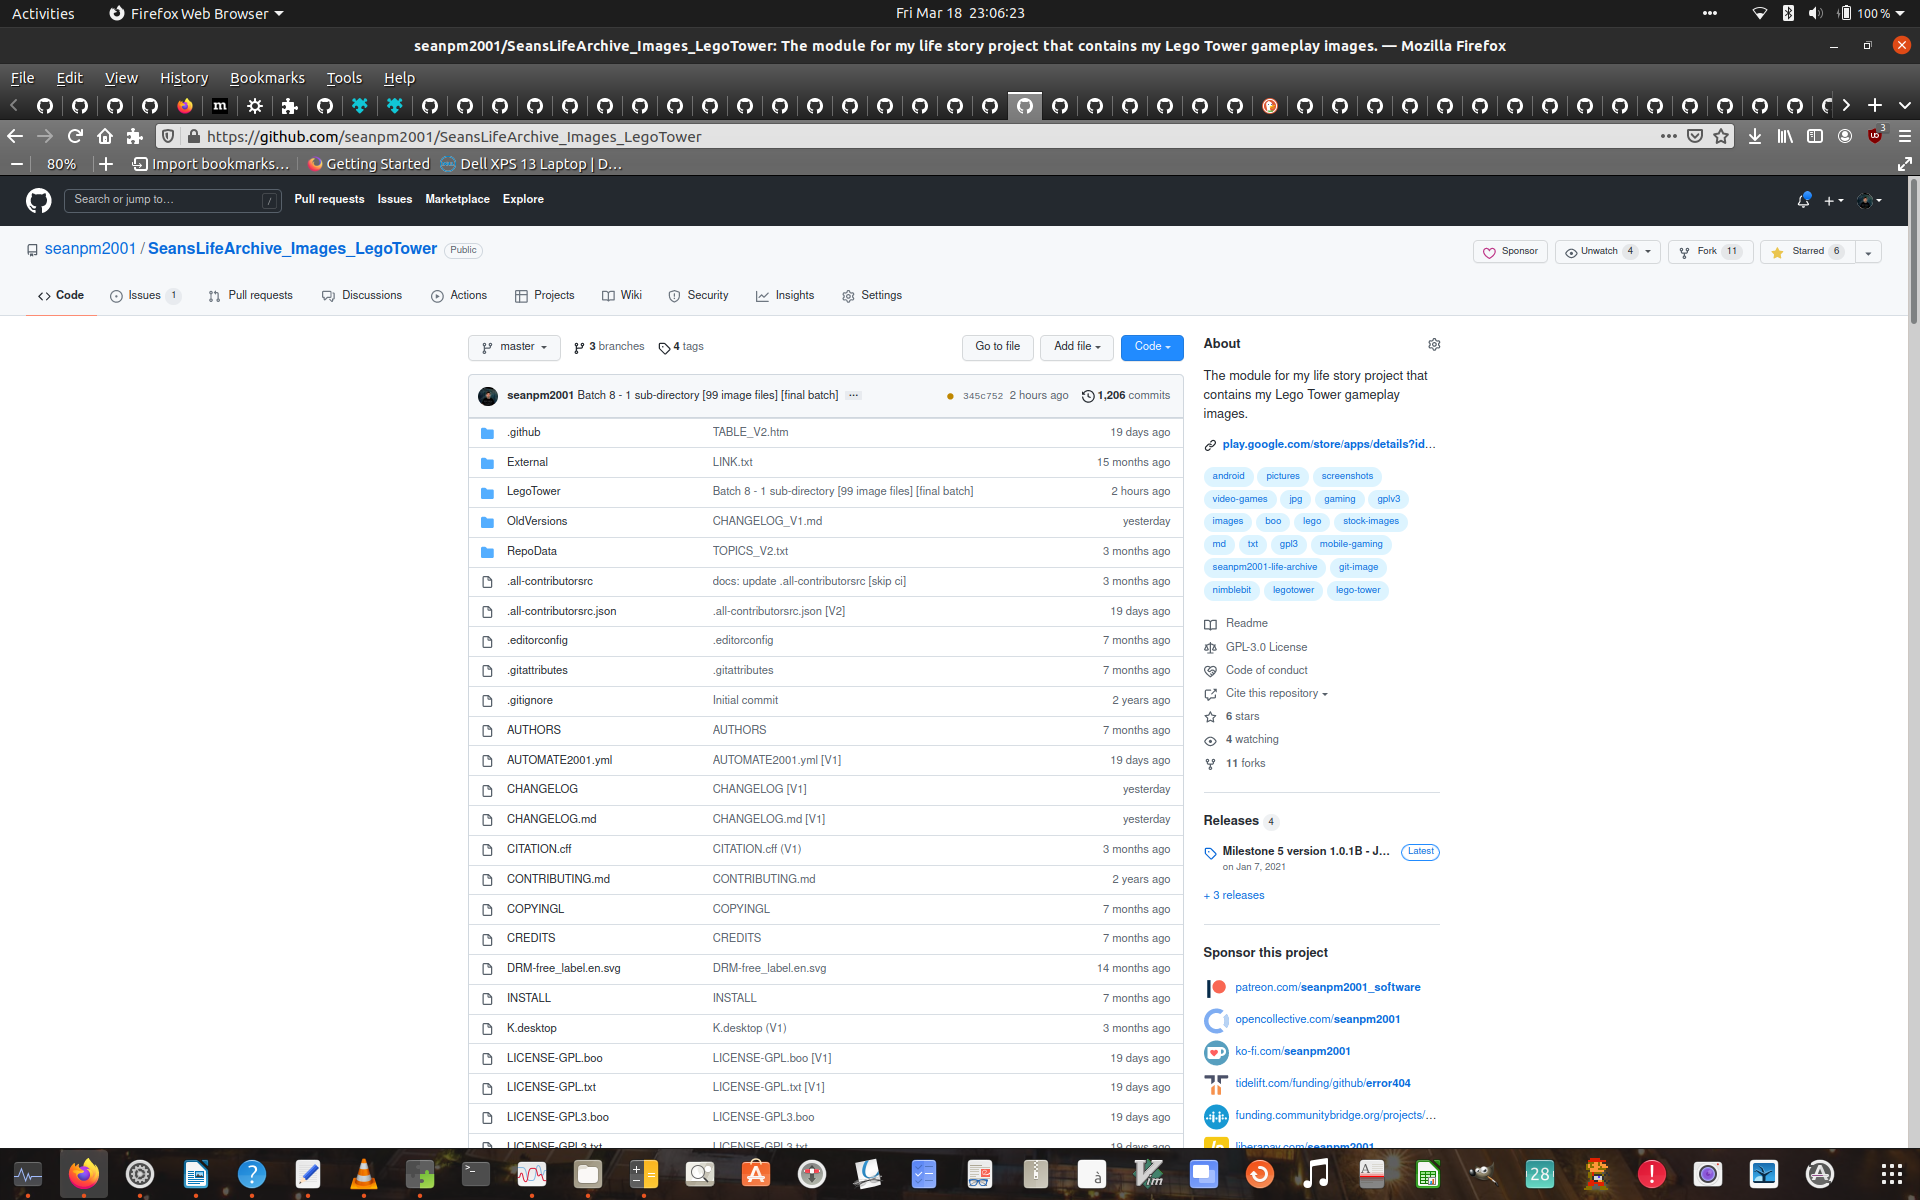 Activities
Firefox Web Browser
Fri Mar 18 23:06:23
100 %
seanpm2001/SeansLifeArchive_Images_LegoTower: The module for my life story project that contains my Lego Tower gameplay images. — Mozilla Firefox
File Edit View History Bookmarks Tools Help
https://github.com/seanpm2001/SeansLifeArchive_Images_LegoTower
3
80%
Import bookmarks...
Getting Started
Dell XPS 13 Laptop | D...
Search or jump to...
/
Pull requests Issues Marketplace Explore
seanpm2001 / SeansLifeArchive_Images_LegoTower Public
Sponsor
Unwatch 4
Fork 11
Starred 6
Code
Issues 1
Pull requests
Discussions
Actions
Projects
Wiki
Security
Insights
Settings
master
3 branches
4 tags
Go to file
Add file
Code
seanpm2001 Batch 8 - 1 sub-directory [99 image files] [final batch] ... 345c752 2 hours ago 1,206 commits
.github TABLE_V2.htm 19 days ago
External LINK.txt 15 months ago
LegoTower Batch 8 - 1 sub-directory [99 image files] [final batch] 2 hours ago
OldVersions CHANGELOG_V1.md yesterday
RepoData TOPICS_V2.txt 3 months ago
.all-contributorsrc docs: update .all-contributorsrc [skip ci] 3 months ago
.all-contributorsrc.json .all-contributorsrc.json [V2] 19 days ago
.editorconfig .editorconfig 7 months ago
.gitattributes .gitattributes 7 months ago
.gitignore Initial commit 2 years ago
AUTHORS AUTHORS 7 months ago
AUTOMATE2001.yml AUTOMATE2001.yml [V1] 19 days ago
CHANGELOG CHANGELOG [V1] yesterday
CHANGELOG.md CHANGELOG.md [V1] yesterday
CITATION.cff CITATION.cff (V1) 3 months ago
CONTRIBUTING.md CONTRIBUTING.md 2 years ago
COPYINGL COPYINGL 7 months ago
CREDITS CREDITS 7 months ago
DRM-free_label.en.svg DRM-free_label.en.svg 14 months ago
INSTALL INSTALL 7 months ago
K.desktop K.desktop (V1) 3 months ago
LICENSE-GPL.boo LICENSE-GPL.boo [V1] 19 days ago
LICENSE-GPL.txt LICENSE-GPL.txt [V1] 19 days ago
LICENSE-GPL3.boo LICENSE-GPL3.boo 19 days ago
LICENSE-GPL3.txt LICENSE-GPL3.txt 19 days ago
About
The module for my life story project that
contains my Lego Tower gameplay
images.
play.google.com/store/apps/details?id...
android pictures screenshots
video-games jpg gaming gplv3
images boo lego stock-images
md txt gpl3 mobile-gaming
seanpm2001-life-archive git-image
nimblebit legotower lego-tower
Readme
GPL-3.0 License
Code of conduct
Cite this repository
6 stars
4 watching
11 forks
Releases 4
Milestone 5 version 1.0.1B - J... Latest
on Jan 7, 2021
+ 3 releases
Sponsor this project
patreon.com/seanpm2001_software
opencollective.com/seanpm2001
ko-fi.com/seanpm2001
tidelift.com/funding/github/error404
funding.communitybridge.org/projects/...
liberapay.com/seanpm2001
28